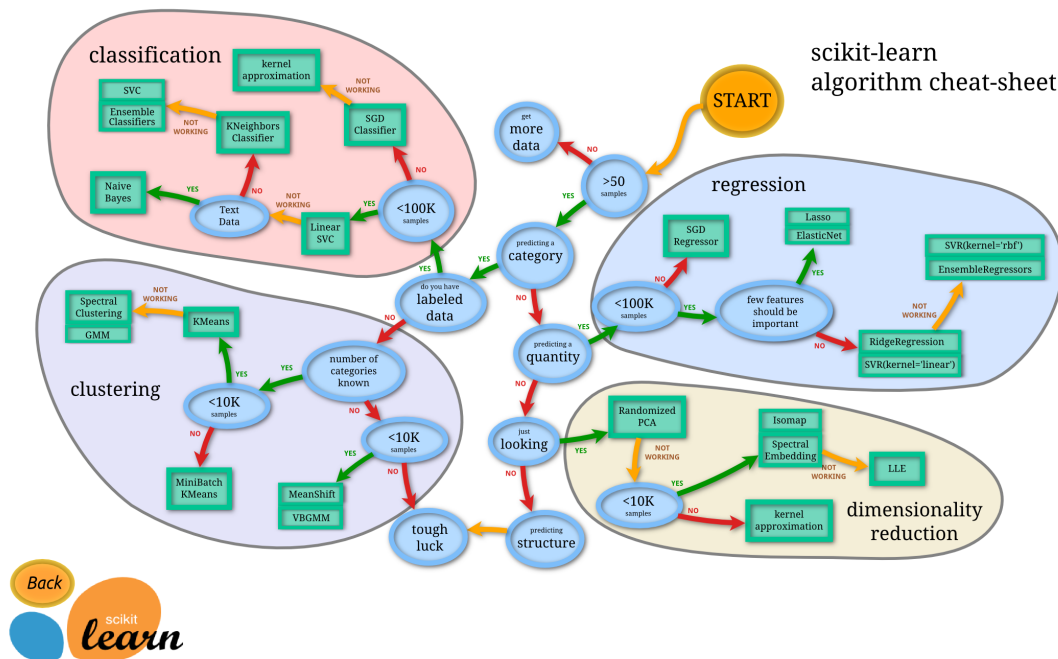 scikit-learn
algorithm cheat-sheet
START
get
more
data
NO
>50
samples
YES
predicting a
category
YES
NO
do you have
labeled
data
YES
NO
predicting a
quantity
YES
NO
just
looking
YES
NO
predicting
structure
tough
luck
classification
kernel
approximation
NOT
WORKING
SGD
Classifier
NO
<100K
samples
YES
Linear
SVC
NOT
WORKING
Text
Data
YES
NO
Naive
Bayes
KNeighbors
Classifier
NOT
WORKING
SVC
Ensemble
Classifiers
clustering
number of
categories
known
YES
NO
<10K
samples
YES
NO
KMeans
NOT
WORKING
Spectral
Clustering
GMM
MiniBatch
KMeans
<10K
samples
YES
NO
MeanShift
VBGMM
regression
<100K
samples
NO
YES
SGD
Regressor
few features
should be
important
YES
NO
Lasso
ElasticNet
RidgeRegression
SVR(kernel='linear')
NOT
WORKING
SVR(kernel='rbf')
EnsembleRegressors
dimensionality
reduction
Randomized
PCA
NOT
WORKING
<10K
samples
YES
NO
Isomap
Spectral
Embedding
NOT
WORKING
LLE
kernel
approximation
Back
scikit
learn